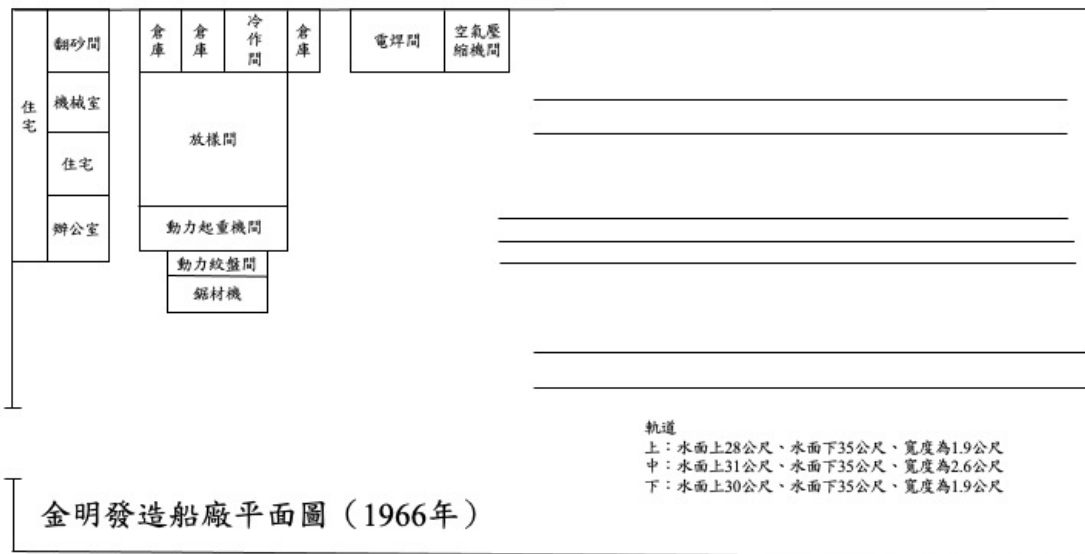 住宅
翻砂間
機械室
住宅
辦公室
倉庫
倉庫
冷作間
倉庫
電焊間
空氣壓
縮機間
放樣間
動力起重機間
動力絞盤間
鋸材機
軌道
上：水面上28公尺、水面下35公尺、寬度為1.9公尺
中：水面上31公尺、水面下35公尺、寬度為2.6公尺
下：水面上30公尺、水面下35公尺、寬度為1.9公尺
金明發造船廠平面圖（1966年）